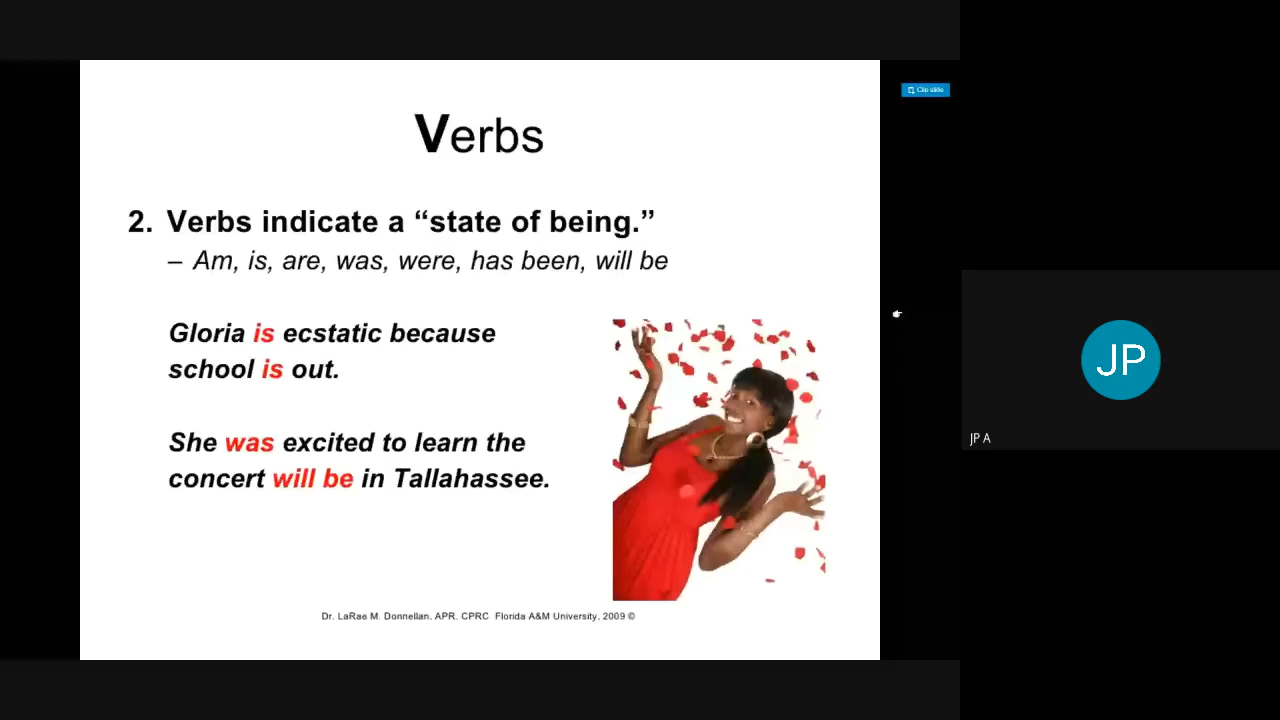 Clip slide
Verbs
2. Verbs indicate a “state of being.”
– Am, is, are, was, were, has been, will be
Gloria is ecstatic because
school is out.
She was excited to learn the
concert will be in Tallahassee.
Dr. LaRae M. Donnellan, APR, CPRC Florida A&M University, 2009 ©
JP
JP A